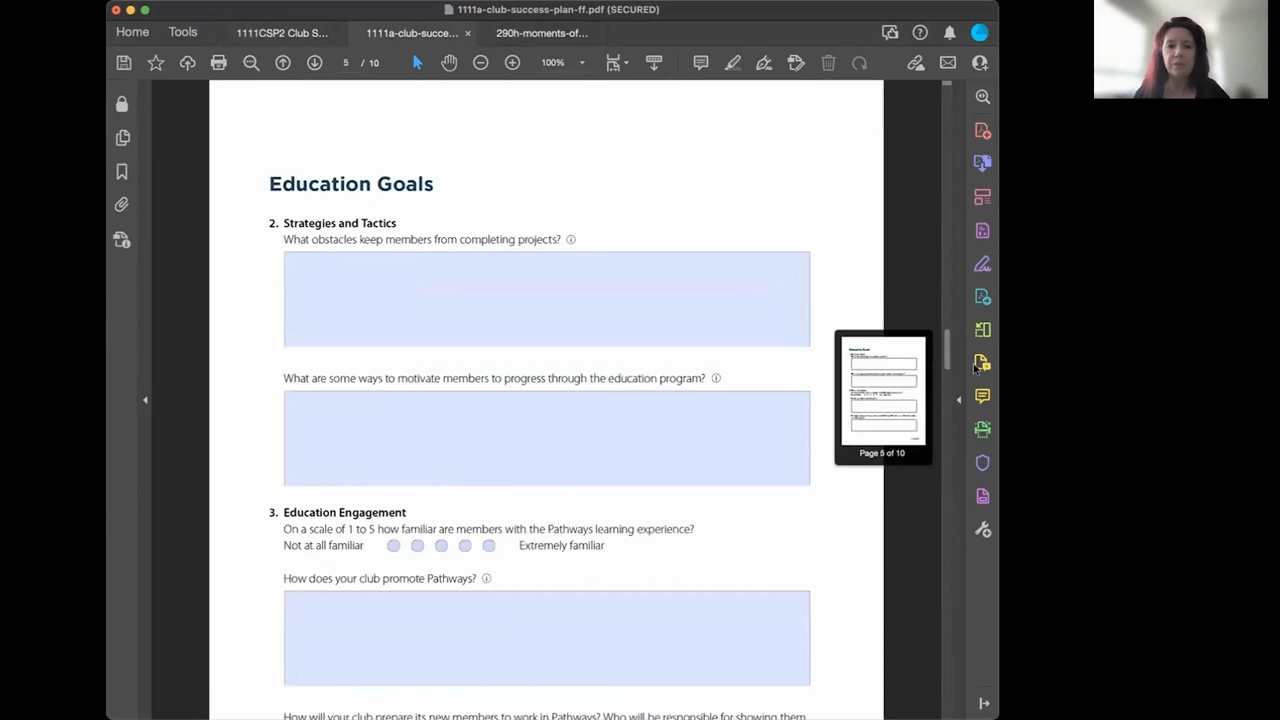 1111a-club-success-plan-ff.pdf (SECURED)
Home Tools 1111CSP2 Club S... 1111a-club-succe... × 290h-moments-of...
5 / 10 100%
Education Goals
2. Strategies and Tactics
What obstacles keep members from completing projects?
What are some ways to motivate members to progress through the education program?
Page 5 of 10
3. Education Engagement
On a scale of 1 to 5 how familiar are members with the Pathways learning experience?
Not at all familiar Extremely familiar
How does your club promote Pathways?
How will your club prepare its new members to work in Pathways? Who will be responsible for showing them